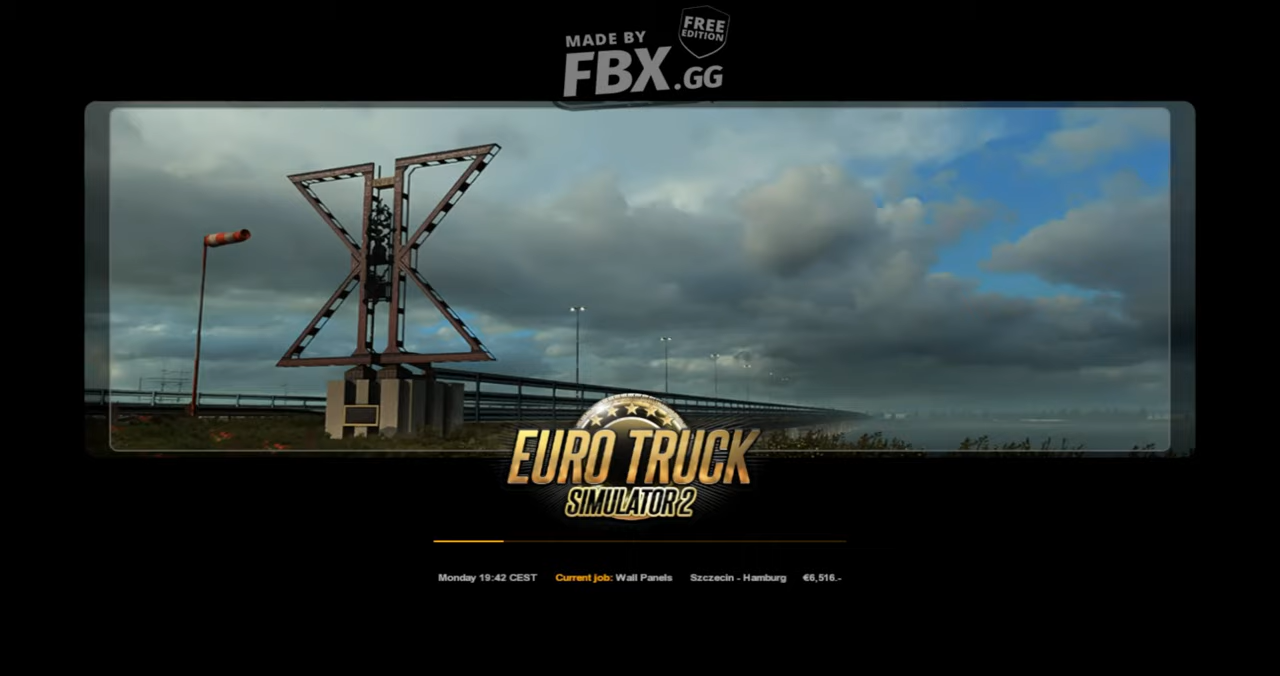 MADE BY
FREE
EDITION
FBX.GG
EURO TRUCK
SIMULATOR 2
Monday 19:42 CEST Current job: Wall Panels Szczecin - Hamburg €6,516.-